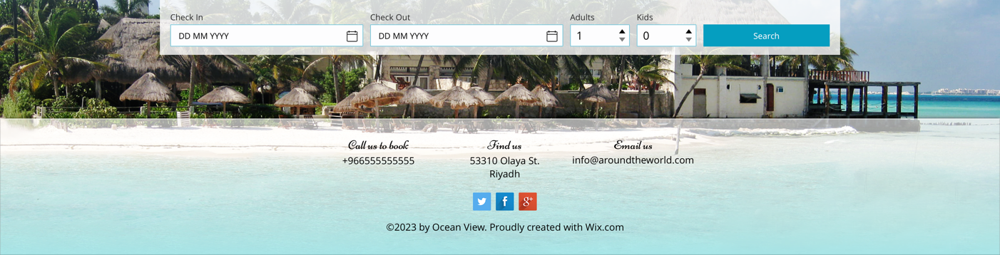 Check In
Check Out
Adults
Kids
DD MM YYYY
DD MM YYYY
1
0
Search
Call us to book
Find us
Email us
+966555555555
53310 Olaya St.
Riyadh
info@aroundtheworld.com
g+
©2023 by Ocean View. Proudly created with Wix.com